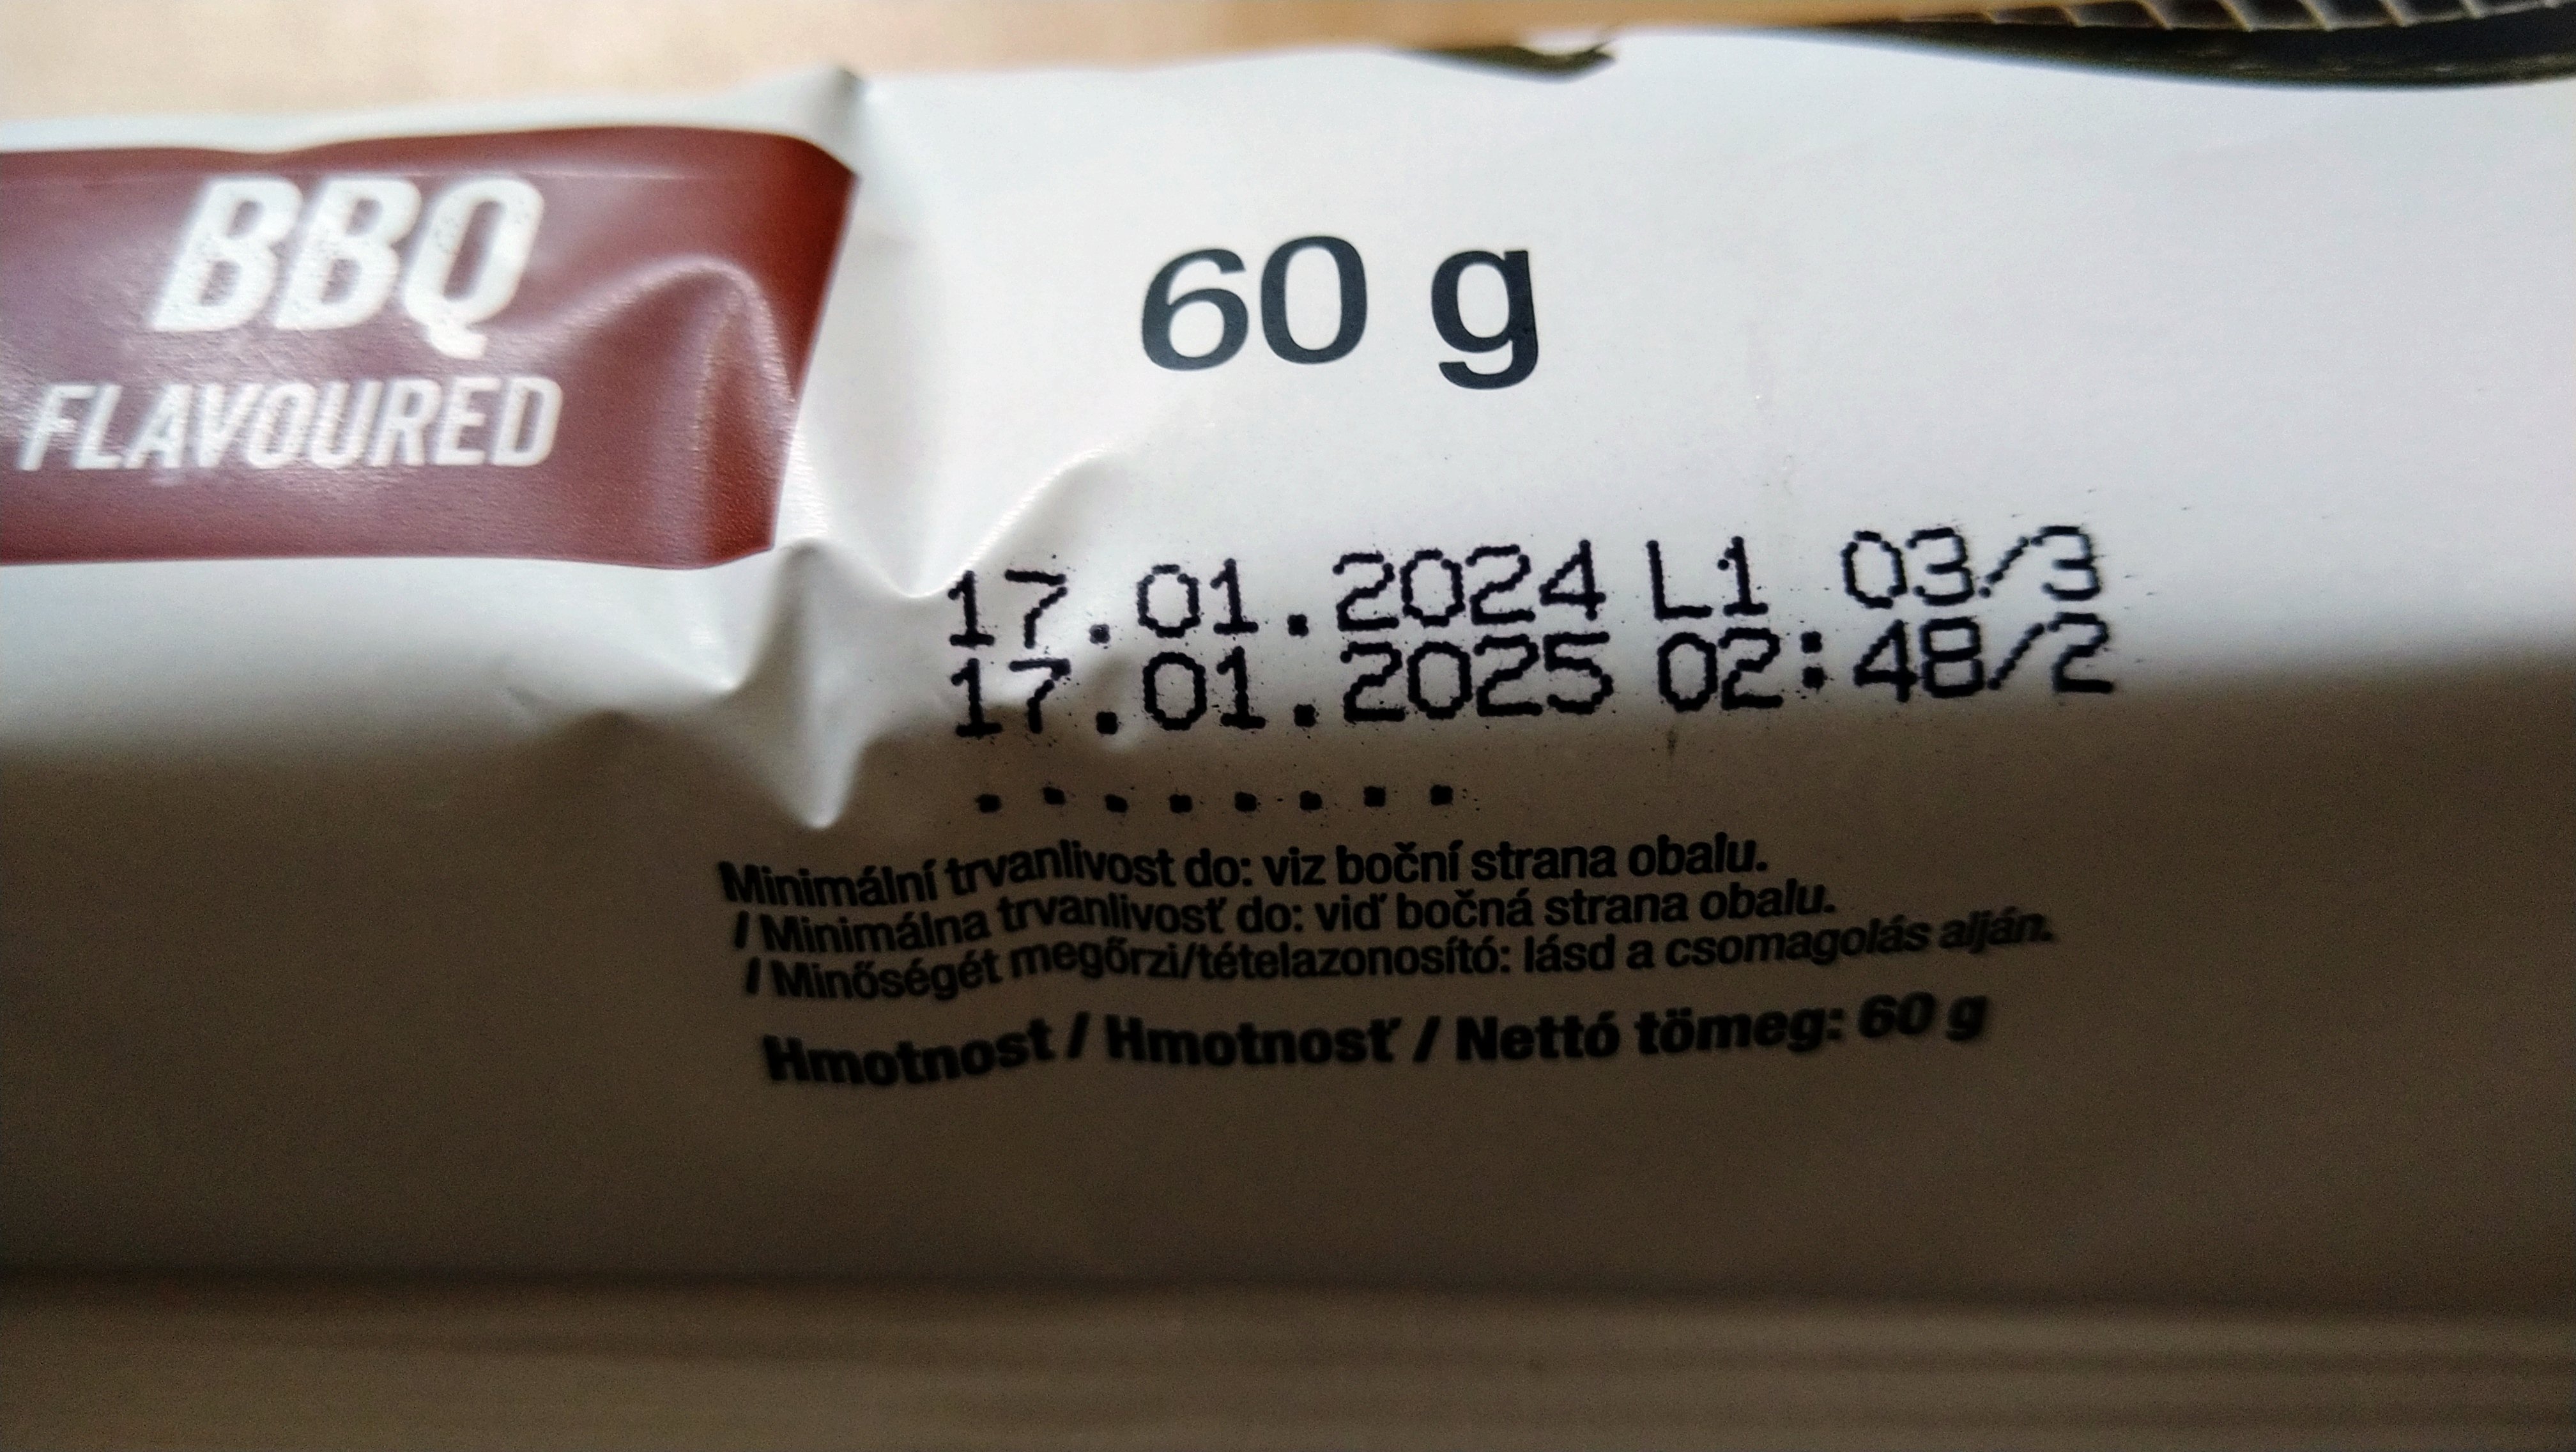 BBQ
FLAVOURED
60 g
17.01.2024 L1 03/3
17.01.2025 02:48/2
........
Minimální trvanlivost do: viz boční strana obalu.
/ Minimálna trvanlivosť do: viď bočná strana obalu.
/ Minőségét megőrzi/tételazonosító: lásd a csomagolás alján.
Hmotnost / Hmotnosť / Nettó tömeg: 60 g